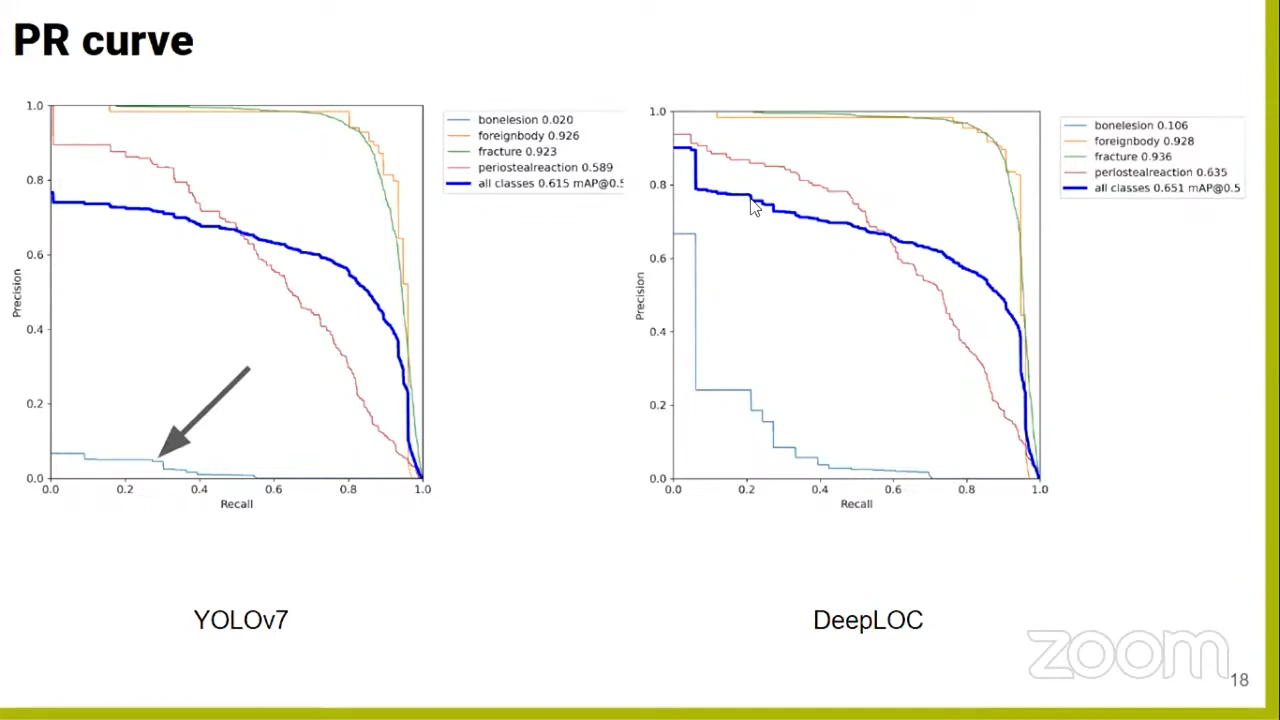 PR curve
1.0
0.8
0.6
0.4
0.2
0.0
Precision
0.0 0.2 0.4 0.6 0.8 1.0
Recall
bonelesion 0.020
foreignbody 0.926
fracture 0.923
periostealreaction 0.589
all classes 0.615 mAP@0.5
1.0
0.8
0.6
0.4
0.2
0.0
Precision
0.0 0.2 0.4 0.6 0.8 1.0
Recall
bonelesion 0.106
foreignbody 0.928
fracture 0.936
periostealreaction 0.635
all classes 0.651 mAP@0.5
YOLOv7
DeepLOC
zoom
18